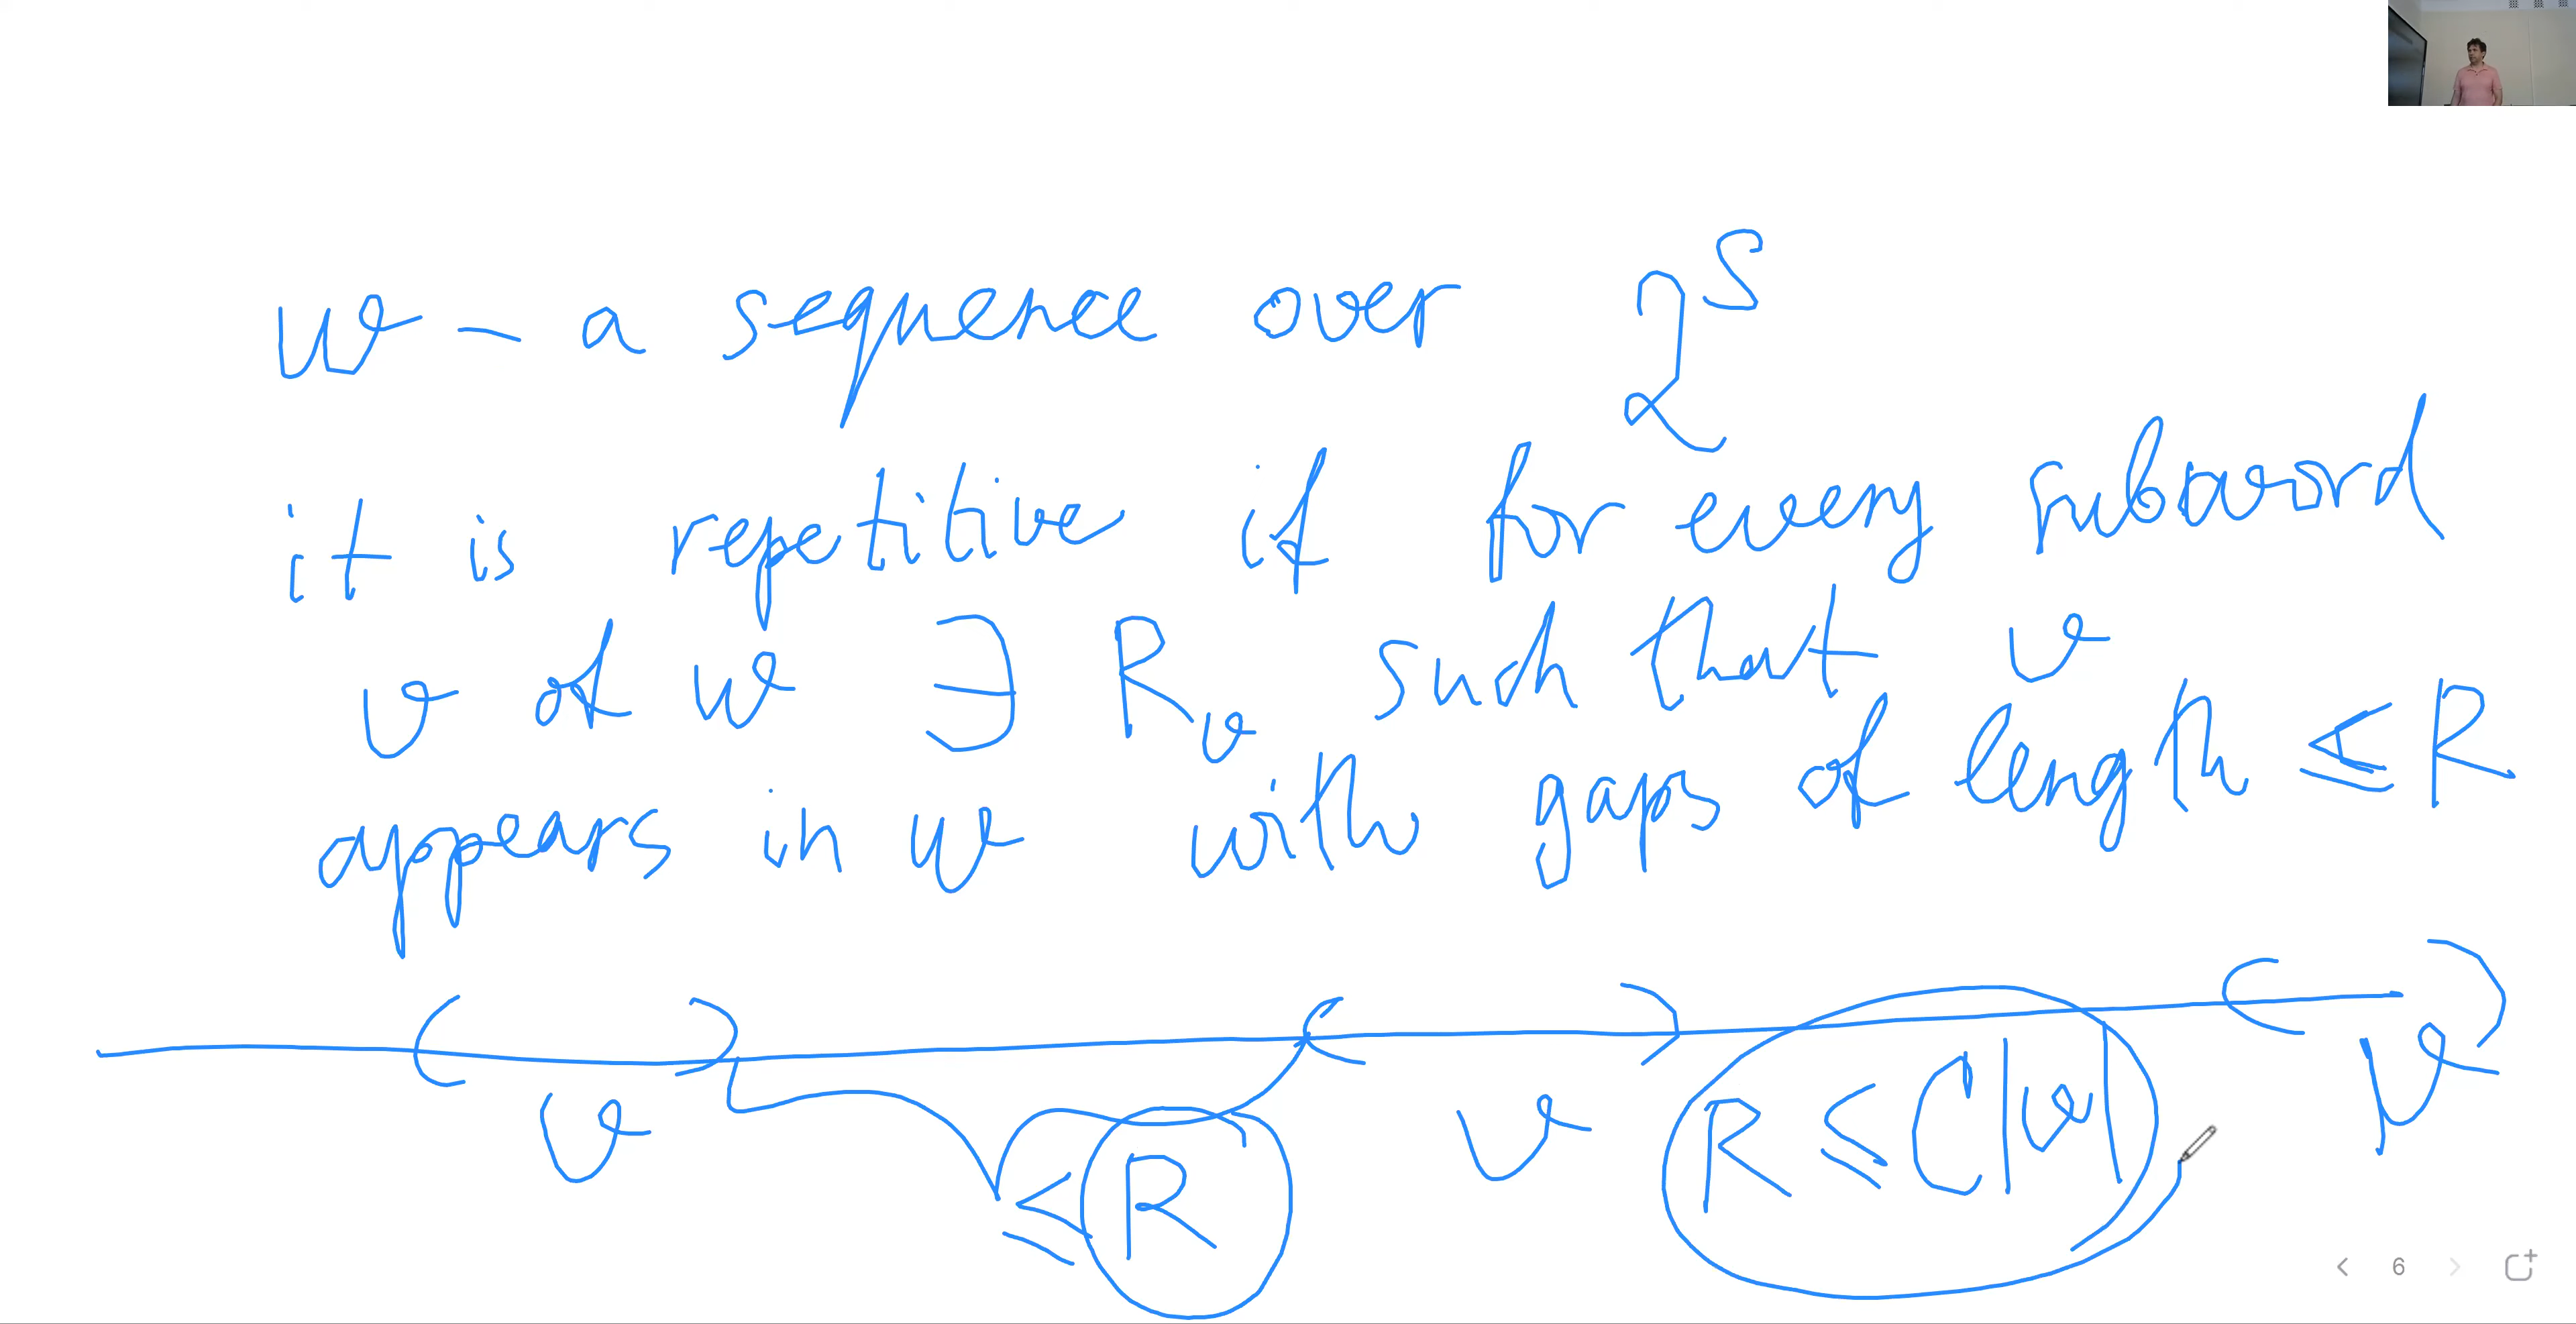 w – a sequence over 2^S
it is repetitive if for every subword
v of w ∃ R_v such that v
appears in w with gaps of length ≤ R
v ≤ R v R ≤ C|v| v
6